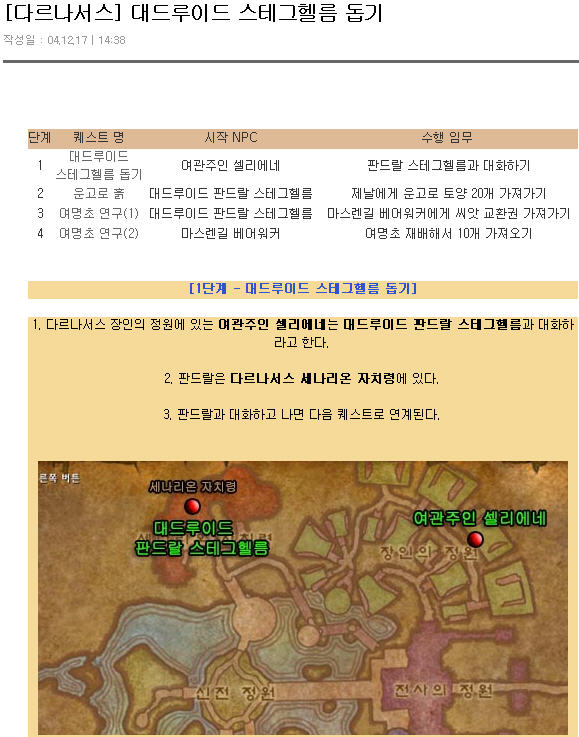 [다르나서스] 대드루이드 스테그헬름 돕기
작성일 : 04.12.17 | 14:38
단계 퀘스트 명 시작 NPC 수행 임무
1 대드루이드 스테그헬름 돕기 여관주인 셀리에네 판드랄 스테그헬름과 대화하기
2 운고로 흙 대드루이드 판드랄 스테그헬름 제날에게 운고로 토양 20개 가져가기
3 여명초 연구(1) 대드루이드 판드랄 스테그헬름 마스렌길 베어워커에게 씨앗 교환권 가져가기
4 여명초 연구(2) 마스렌길 베어워커 여명초 재배해서 10개 가져오기
[1단계 - 대드루이드 스테그헬름 돕기]
1. 다르나서스 장인의 정원에 있는 여관주인 셀리에네는 대드루이드 판드랄 스테그헬름과 대화하
라고 한다.
2. 판드랄은 다르나서스 세나리온 자치령에 있다.
3. 판드랄과 대화하고 나면 다음 퀘스트로 연계된다.
른쪽 버튼
세나리온 자치령
대드루이드
판드랄 스테그헬름
여관주인 셀리에네
장인의 정원
신전 정원
전사의 정원